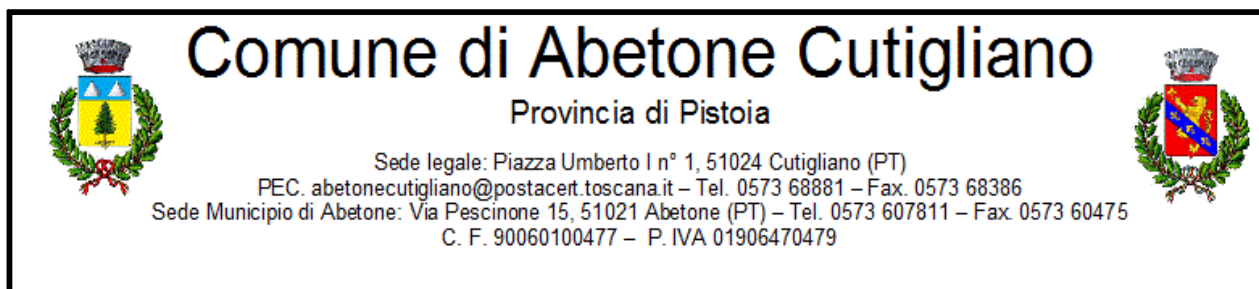 Comune di Abetone Cutigliano
Provincia di Pistoia
Sede legale: Piazza Umberto I n° 1, 51024 Cutigliano (PT)
PEC. abetonecutigliano@postacert.toscana.it – Tel. 0573 68881 – Fax. 0573 68386
Sede Municipio di Abetone: Via Pescinone 15, 51021 Abetone (PT) – Tel. 0573 607811 – Fax. 0573 60475
C. F. 90060100477 – P. IVA 01906470479